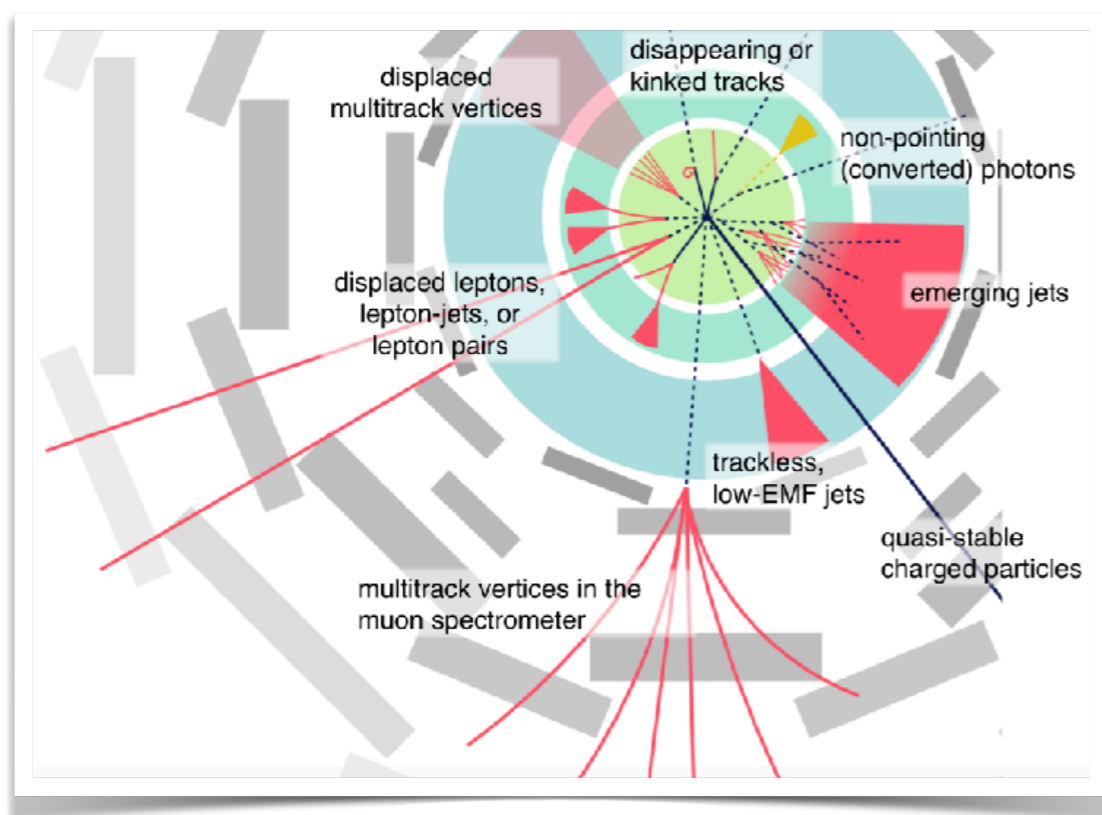 disappearing or
kinked tracks
displaced
multitrack vertices
non-pointing
(converted) photons
displaced leptons,
lepton-jets, or
lepton pairs
emerging jets
trackless,
low-EMF jets
quasi-stable
charged particles
multitrack vertices in the
muon spectrometer